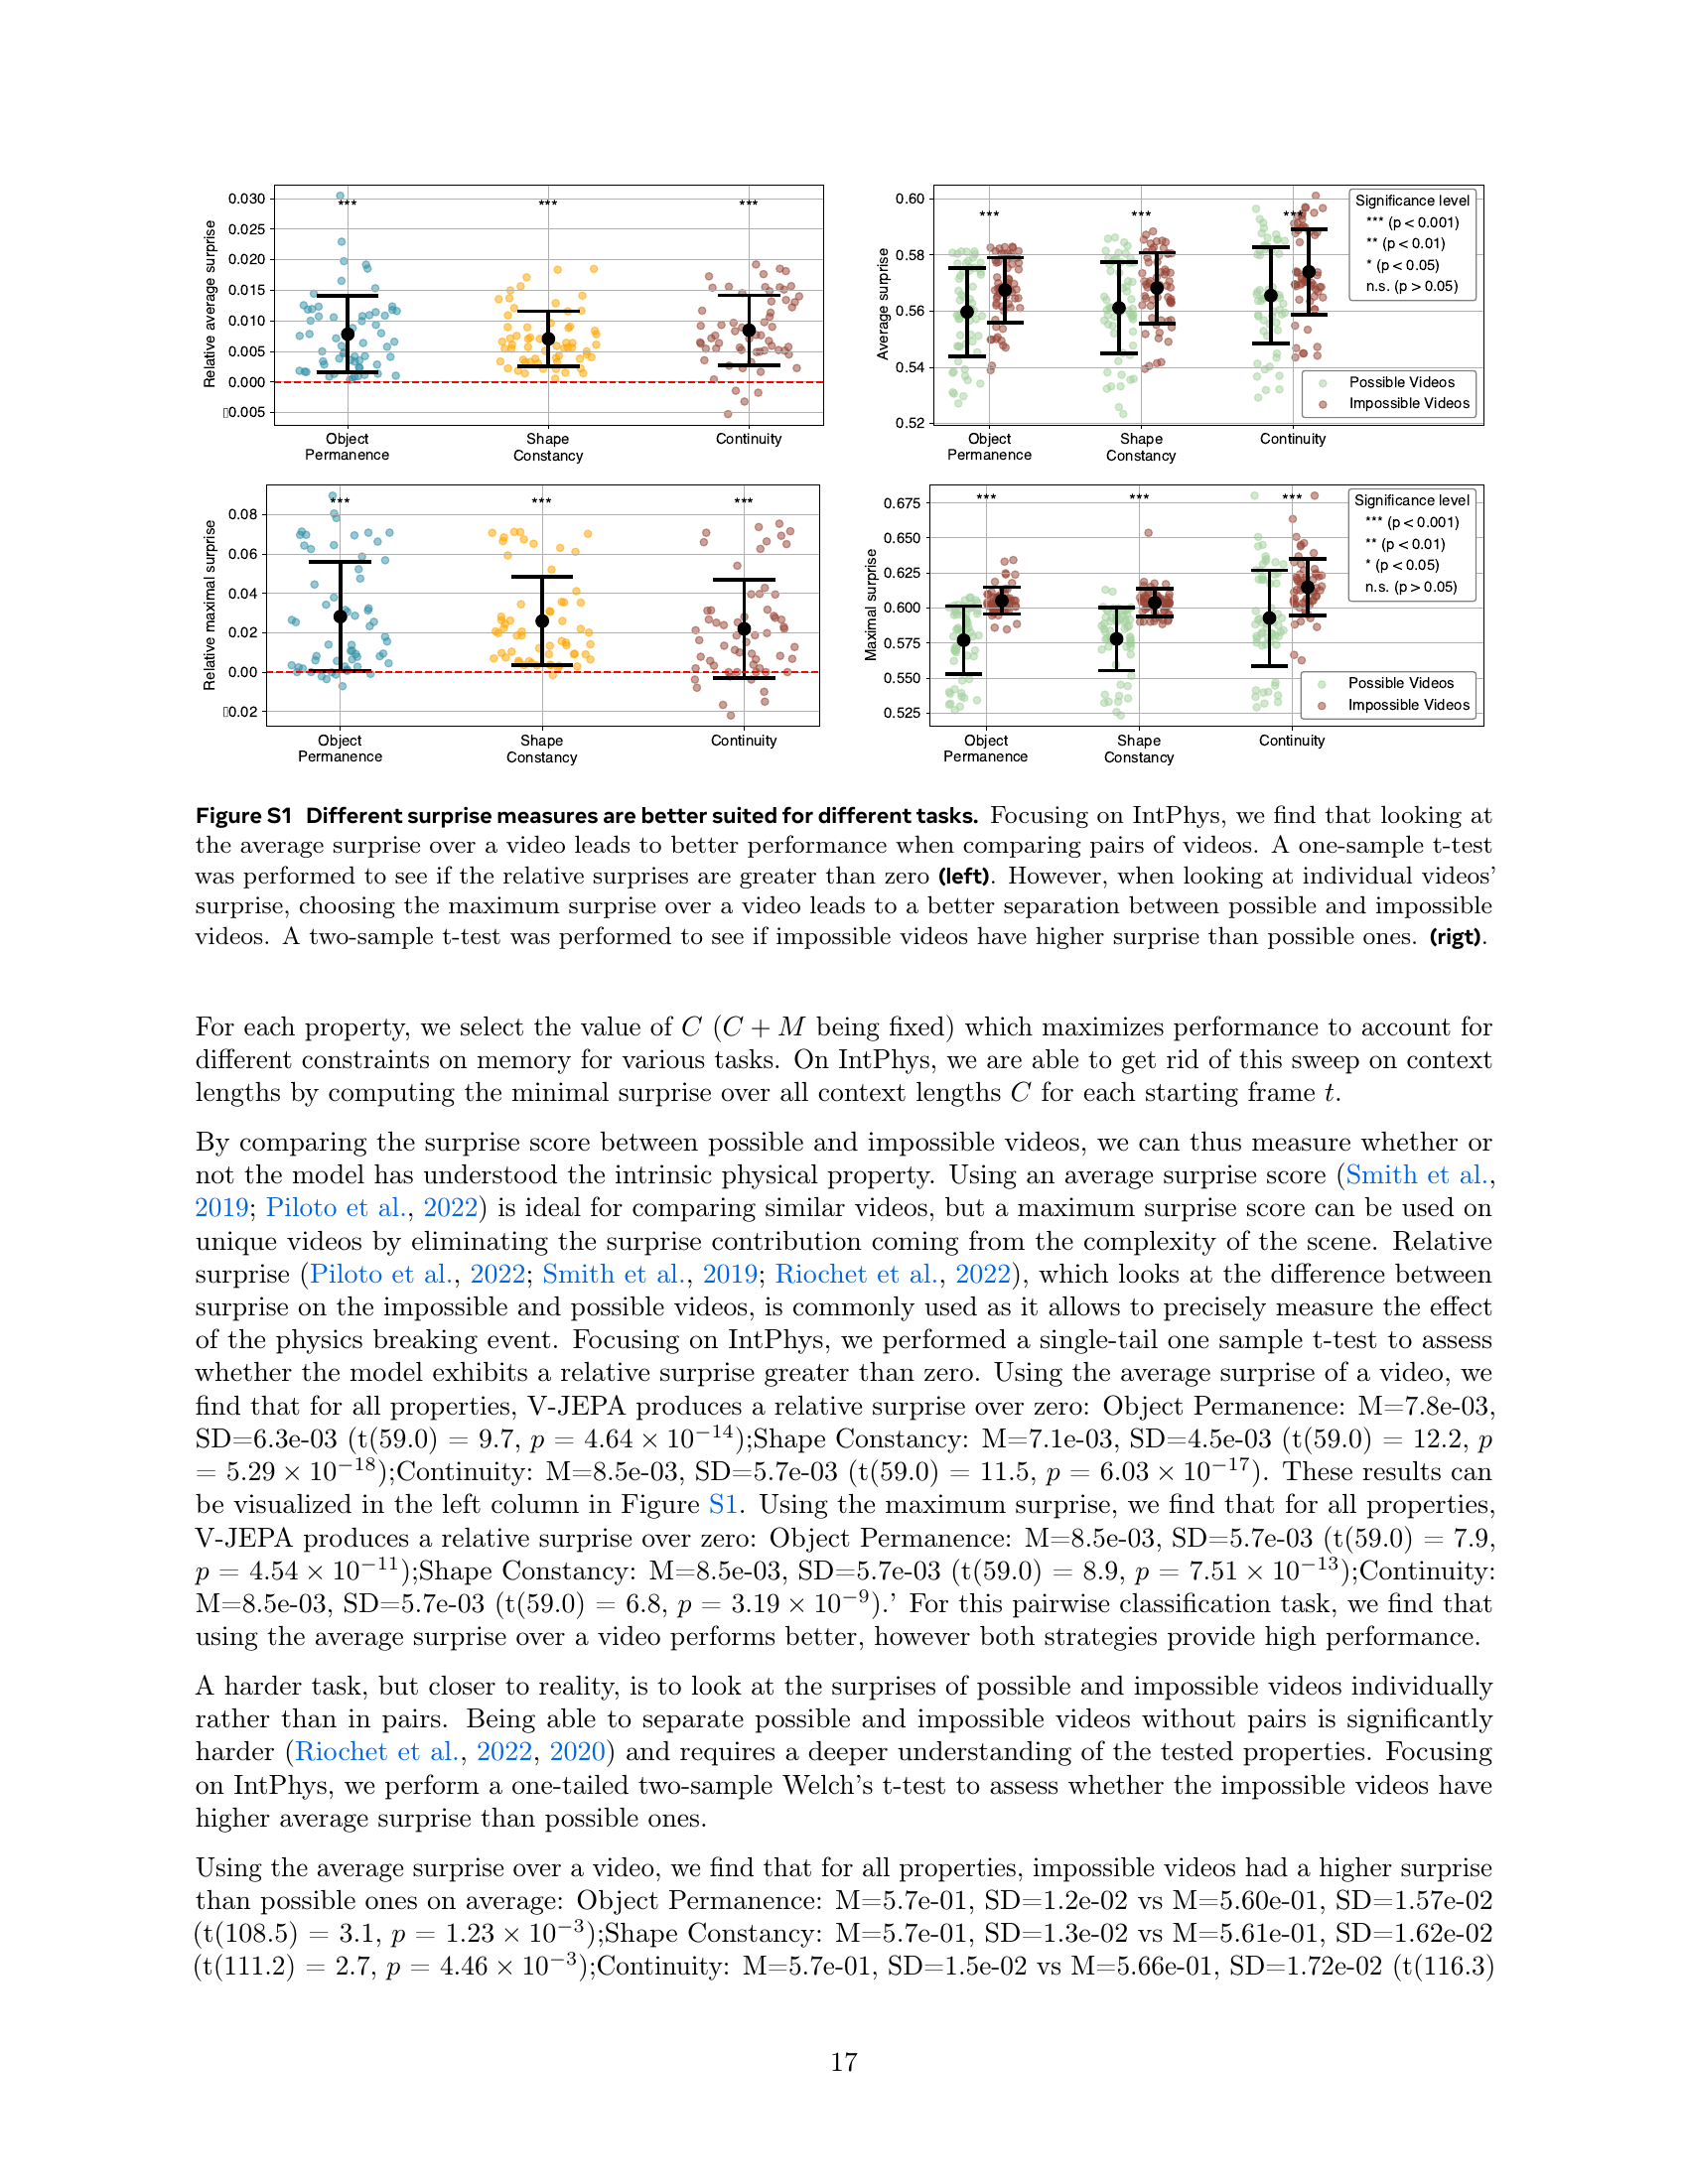 0.030
0.025
0.020
0.015
0.010
0.005
0.000
▯0.005
Relative average surprise
***
***
***
Object
Permanence
Shape
Constancy
Continuity
0.60
0.58
0.56
0.54
0.52
Average surprise
***
***
***
Significance level
*** (p < 0.001)
** (p < 0.01)
* (p < 0.05)
n.s. (p > 0.05)
Possible Videos
Impossible Videos
Object
Permanence
Shape
Constancy
Continuity
0.08
0.06
0.04
0.02
0.00
▯0.02
Relative maximal surprise
***
***
***
Object
Permanence
Shape
Constancy
Continuity
0.675
0.650
0.625
0.600
0.575
0.550
0.525
Maximal surprise
***
***
***
Significance level
*** (p < 0.001)
** (p < 0.01)
* (p < 0.05)
n.s. (p > 0.05)
Possible Videos
Impossible Videos
Object
Permanence
Shape
Constancy
Continuity
Figure S1 Different surprise measures are better suited for different tasks. Focusing on IntPhys, we find that looking at
the average surprise over a video leads to better performance when comparing pairs of videos. A one-sample t-test
was performed to see if the relative surprises are greater than zero (left). However, when looking at individual videos'
surprise, choosing the maximum surprise over a video leads to a better separation between possible and impossible
videos. A two-sample t-test was performed to see if impossible videos have higher surprise than possible ones. (rigt).
For each property, we select the value of C (C + M being fixed) which maximizes performance to account for
different constraints on memory for various tasks. On IntPhys, we are able to get rid of this sweep on context
lengths by computing the minimal surprise over all context lengths C for each starting frame t.
By comparing the surprise score between possible and impossible videos, we can thus measure whether or
not the model has understood the intrinsic physical property. Using an average surprise score (Smith et al.,
2019; Piloto et al., 2022) is ideal for comparing similar videos, but a maximum surprise score can be used on
unique videos by eliminating the surprise contribution coming from the complexity of the scene. Relative
surprise (Piloto et al., 2022; Smith et al., 2019; Riochet et al., 2022), which looks at the difference between
surprise on the impossible and possible videos, is commonly used as it allows to precisely measure the effect
of the physics breaking event. Focusing on IntPhys, we performed a single-tail one sample t-test to assess
whether the model exhibits a relative surprise greater than zero. Using the average surprise of a video, we
find that for all properties, V-JEPA produces a relative surprise over zero: Object Permanence: M=7.8e-03,
SD=6.3e-03 (t(59.0) = 9.7, p = 4.64 × 10⁻¹⁴);Shape Constancy: M=7.1e-03, SD=4.5e-03 (t(59.0) = 12.2, p
= 5.29 × 10⁻¹⁸);Continuity: M=8.5e-03, SD=5.7e-03 (t(59.0) = 11.5, p = 6.03 × 10⁻¹⁷). These results can
be visualized in the left column in Figure S1. Using the maximum surprise, we find that for all properties,
V-JEPA produces a relative surprise over zero: Object Permanence: M=8.5e-03, SD=5.7e-03 (t(59.0) = 7.9,
p = 4.54 × 10⁻¹¹);Shape Constancy: M=8.5e-03, SD=5.7e-03 (t(59.0) = 8.9, p = 7.51 × 10⁻¹³);Continuity:
M=8.5e-03, SD=5.7e-03 (t(59.0) = 6.8, p = 3.19 × 10⁻⁹).' For this pairwise classification task, we find that
using the average surprise over a video performs better, however both strategies provide high performance.
A harder task, but closer to reality, is to look at the surprises of possible and impossible videos individually
rather than in pairs. Being able to separate possible and impossible videos without pairs is significantly
harder (Riochet et al., 2022, 2020) and requires a deeper understanding of the tested properties. Focusing
on IntPhys, we perform a one-tailed two-sample Welch's t-test to assess whether the impossible videos have
higher average surprise than possible ones.
Using the average surprise over a video, we find that for all properties, impossible videos had a higher surprise
than possible ones on average: Object Permanence: M=5.7e-01, SD=1.2e-02 vs M=5.60e-01, SD=1.57e-02
(t(108.5) = 3.1, p = 1.23 × 10⁻³);Shape Constancy: M=5.7e-01, SD=1.3e-02 vs M=5.61e-01, SD=1.62e-02
(t(111.2) = 2.7, p = 4.46 × 10⁻³);Continuity: M=5.7e-01, SD=1.5e-02 vs M=5.66e-01, SD=1.72e-02 (t(116.3)
17